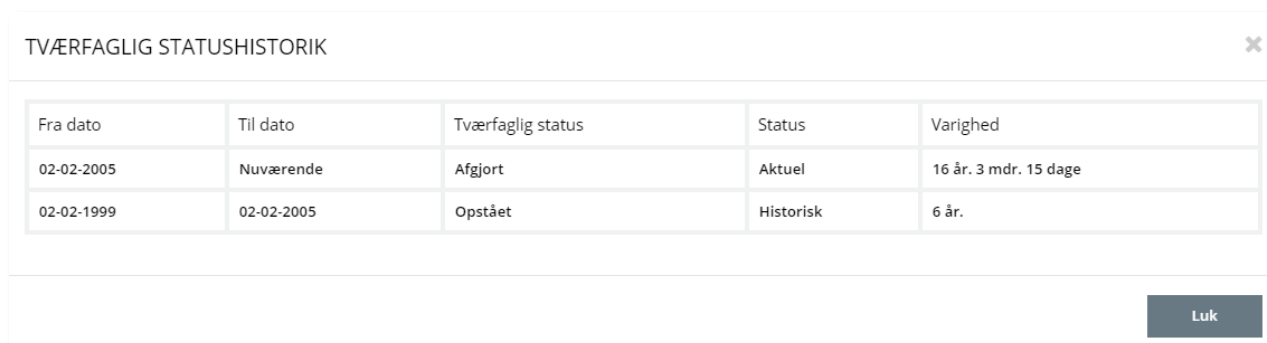 TVÆRFAGLIG STATUSHISTORIK
Fra dato Til dato Tværfaglig status Status Varighed
02-02-2005 Nuværende Afgjort Aktuel 16 år. 3 mdr. 15 dage
02-02-1999 02-02-2005 Opstået Historisk 6 år.
Luk